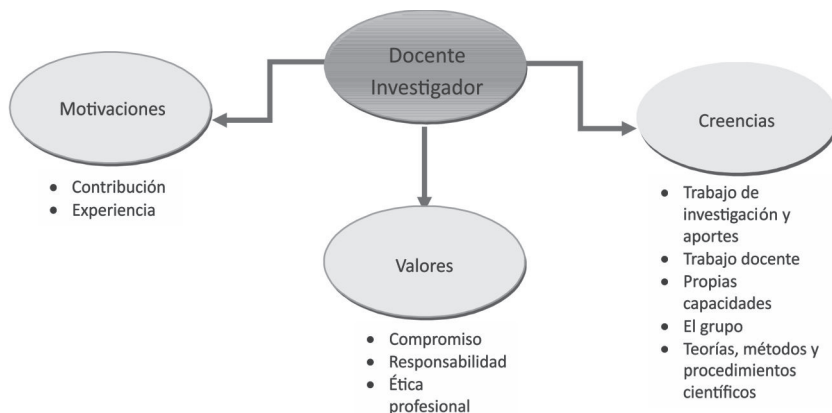 Docente
Investigador
Motivaciones
• Contribución
• Experiencia
Valores
• Compromiso
• Responsabilidad
• Ética
profesional
Creencias
• Trabajo de
investigación y
aportes
• Trabajo docente
• Propias
capacidades
• El grupo
• Teorías, métodos y
procedimientos
científicos